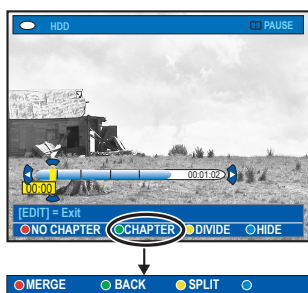 HDD PAUSE
00:01:02
00:00
[EDIT] = Exit
NO CHAPTER CHAPTER DIVIDE HIDE
MERGE BACK SPLIT